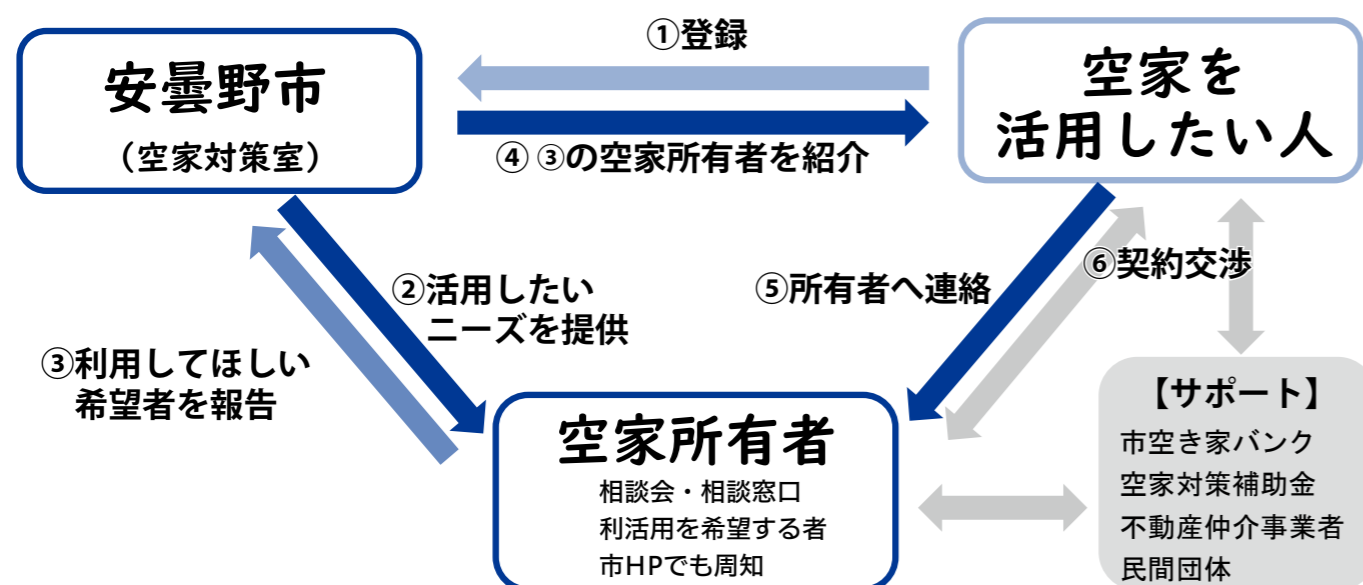 ①登録
安曇野市
（空家対策室）
空家を
活用したい人
④ ③の空家所有者を紹介
②活用したい
ニーズを提供
⑤所有者へ連絡
⑥契約交渉
③利用してほしい
希望者を報告
空家所有者
相談会・相談窓口
利活用を希望する者
市HPでも周知
【サポート】
市空き家バンク
空家対策補助金
不動産仲介事業者
民間団体